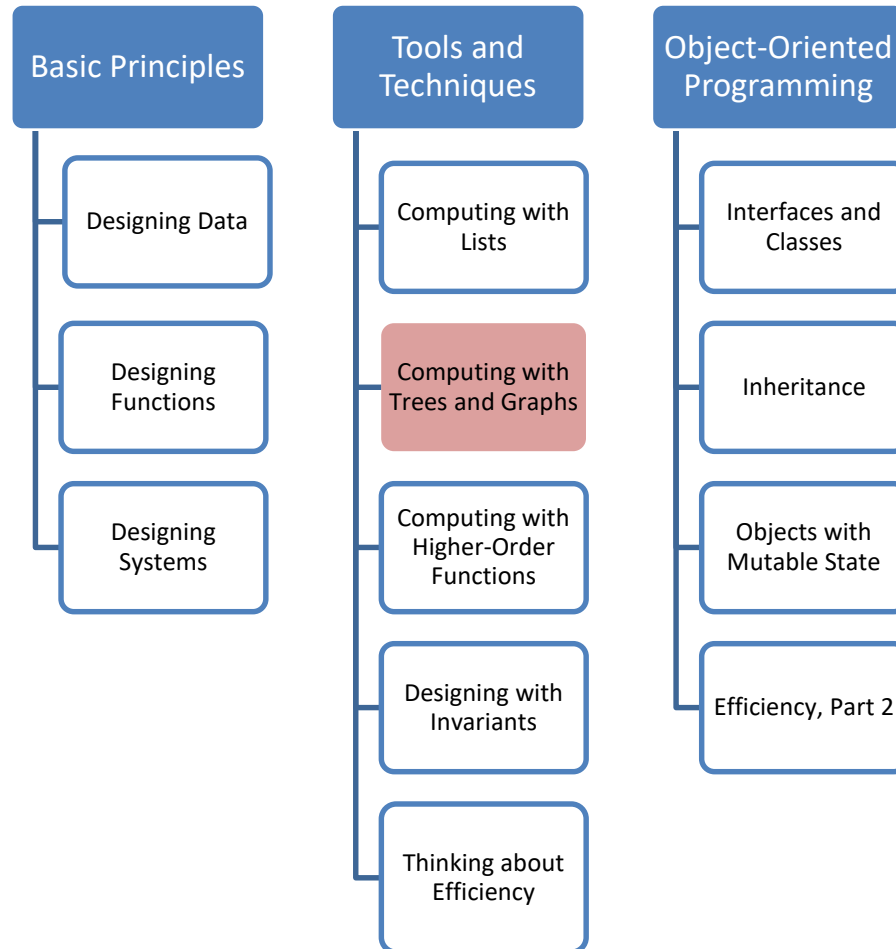 Basic Principles
Designing Data
Designing
Functions
Designing
Systems
Tools and
Techniques
Computing with
Lists
Computing with
Trees and Graphs
Computing with
Higher-Order
Functions
Designing with
Invariants
Thinking about
Efficiency
Object-Oriented
Programming
Interfaces and
Classes
Inheritance
Objects with
Mutable State
Efficiency, Part 2